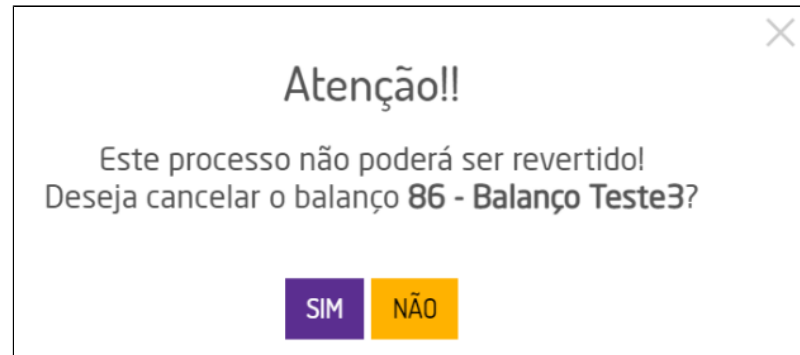 Atenção!!
Este processo não poderá ser revertido!
Deseja cancelar o balanço 86 - Balanço Teste3?
SIM NÃO